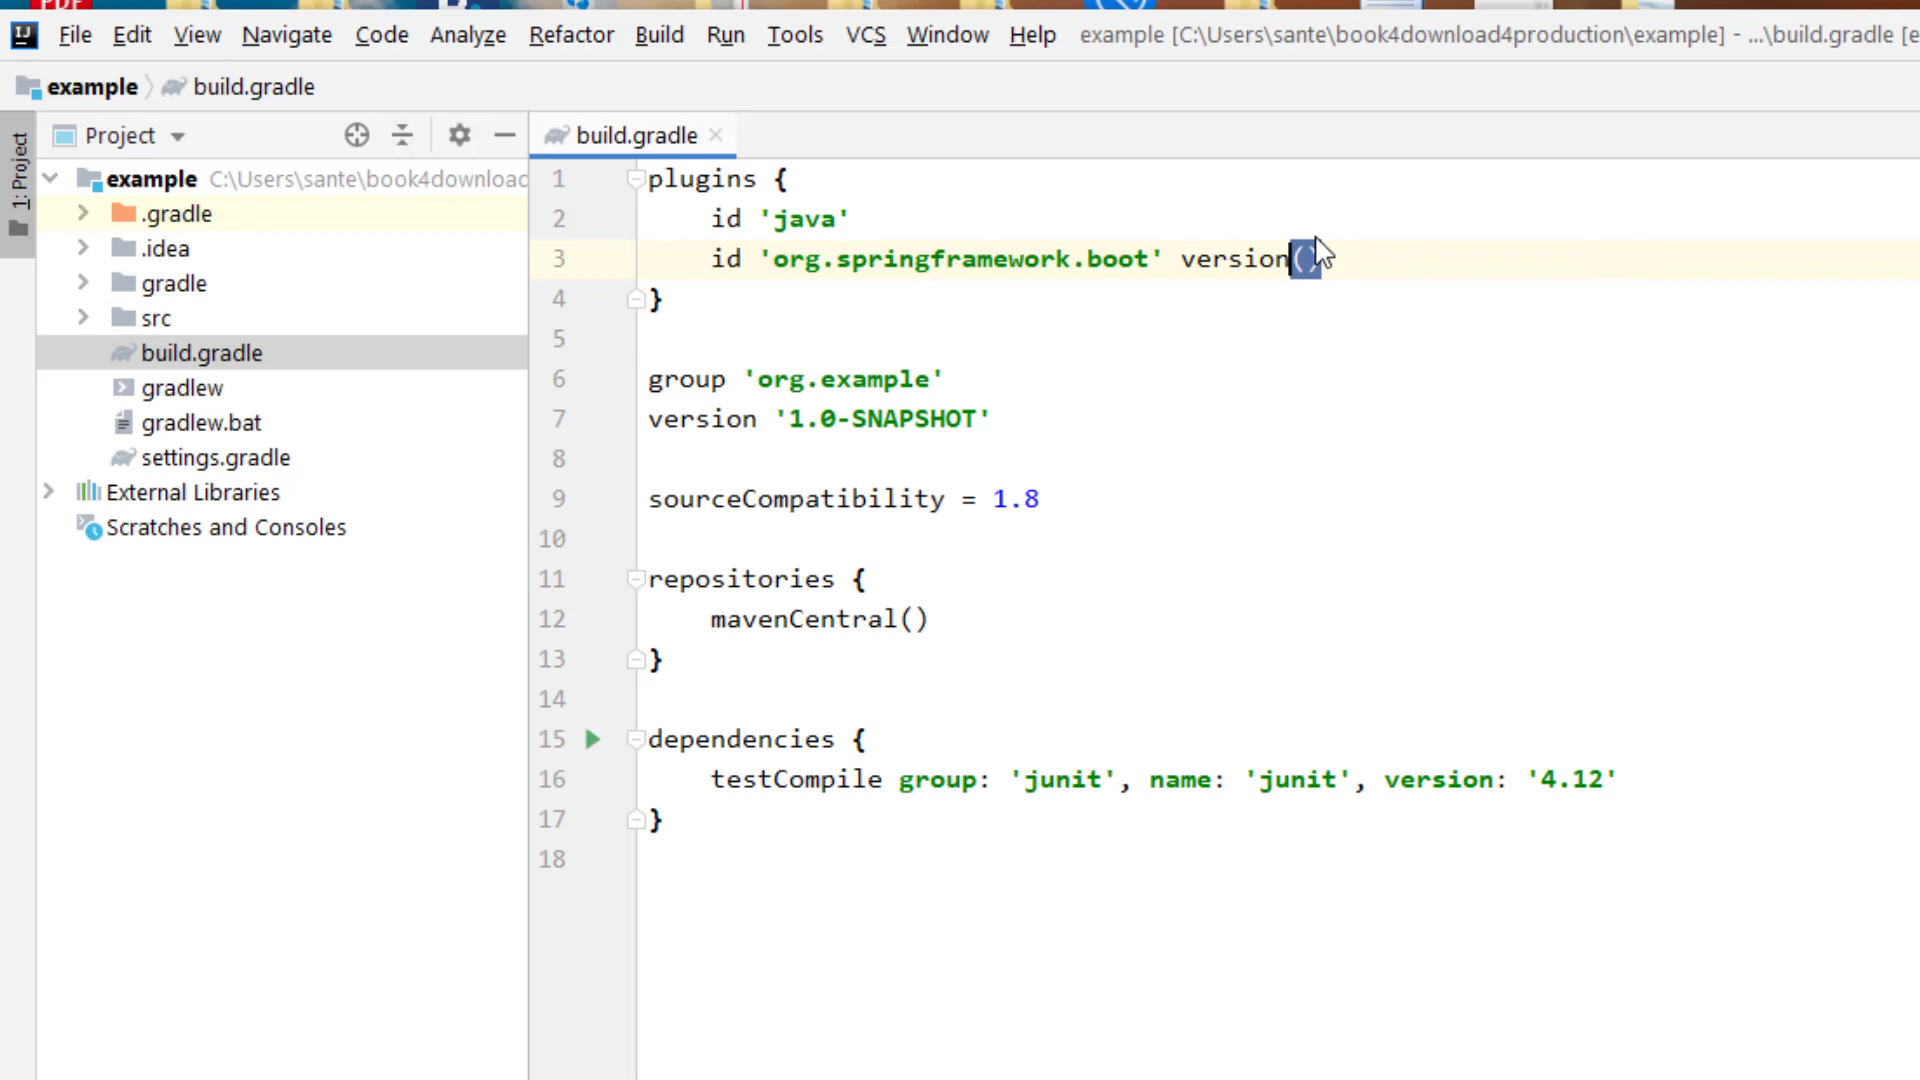 PDF
File Edit View Navigate Code Analyze Refactor Build Run Tools VCS Window Help example [C:\Users\sante\book4download4production\example] - ...\build.gradle [e
example build.gradle
1: Project
Project
example C:\Users\sante\book4download
.gradle
.idea
gradle
src
build.gradle
gradlew
gradlew.bat
settings.gradle
External Libraries
Scratches and Consoles
build.gradle
1 plugins {
2 id 'java'
3 id 'org.springframework.boot' version()
4 }
5
6 group 'org.example'
7 version '1.0-SNAPSHOT'
8
9 sourceCompatibility = 1.8
10
11 repositories {
12 mavenCentral()
13 }
14
15 dependencies {
16 testCompile group: 'junit', name: 'junit', version: '4.12'
17 }
18